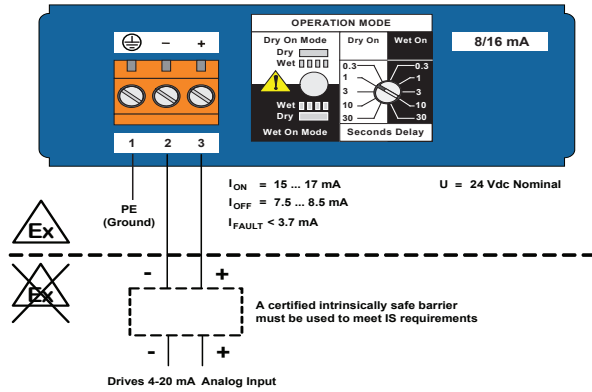 OPERATION MODE
Dry On Mode
Dry
Wet
Wet
Dry
Wet On Mode
Dry On Wet On
0.3 0.3
1 1
3 3
10 10
30 30
Seconds Delay
8/16 mA
– +
1 2 3
PE
(Ground)
I ON = 15 ... 17 mA
I OFF = 7.5 ... 8.5 mA
I FAULT < 3.7 mA
U = 24 Vdc Nominal
Ex
Ex
- +
A certified intrinsically safe barrier
must be used to meet IS requirements
- +
Drives 4-20 mA Analog Input